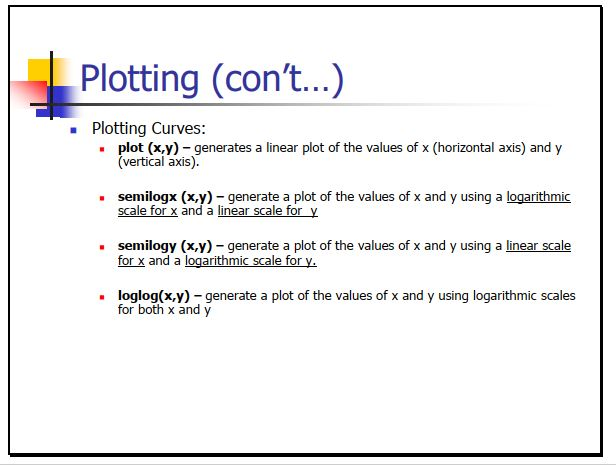 Plotting (con’t…)
Plotting Curves:
plot (x,y) – generates a linear plot of the values of x (horizontal axis) and y
(vertical axis).
semilogx (x,y) – generate a plot of the values of x and y using a logarithmic
scale for x and a linear scale for  y
semilogy (x,y) – generate a plot of the values of x and y using a linear scale
for x and a logarithmic scale for y.
loglog(x,y) – generate a plot of the values of x and y using logarithmic scales
for both x and y